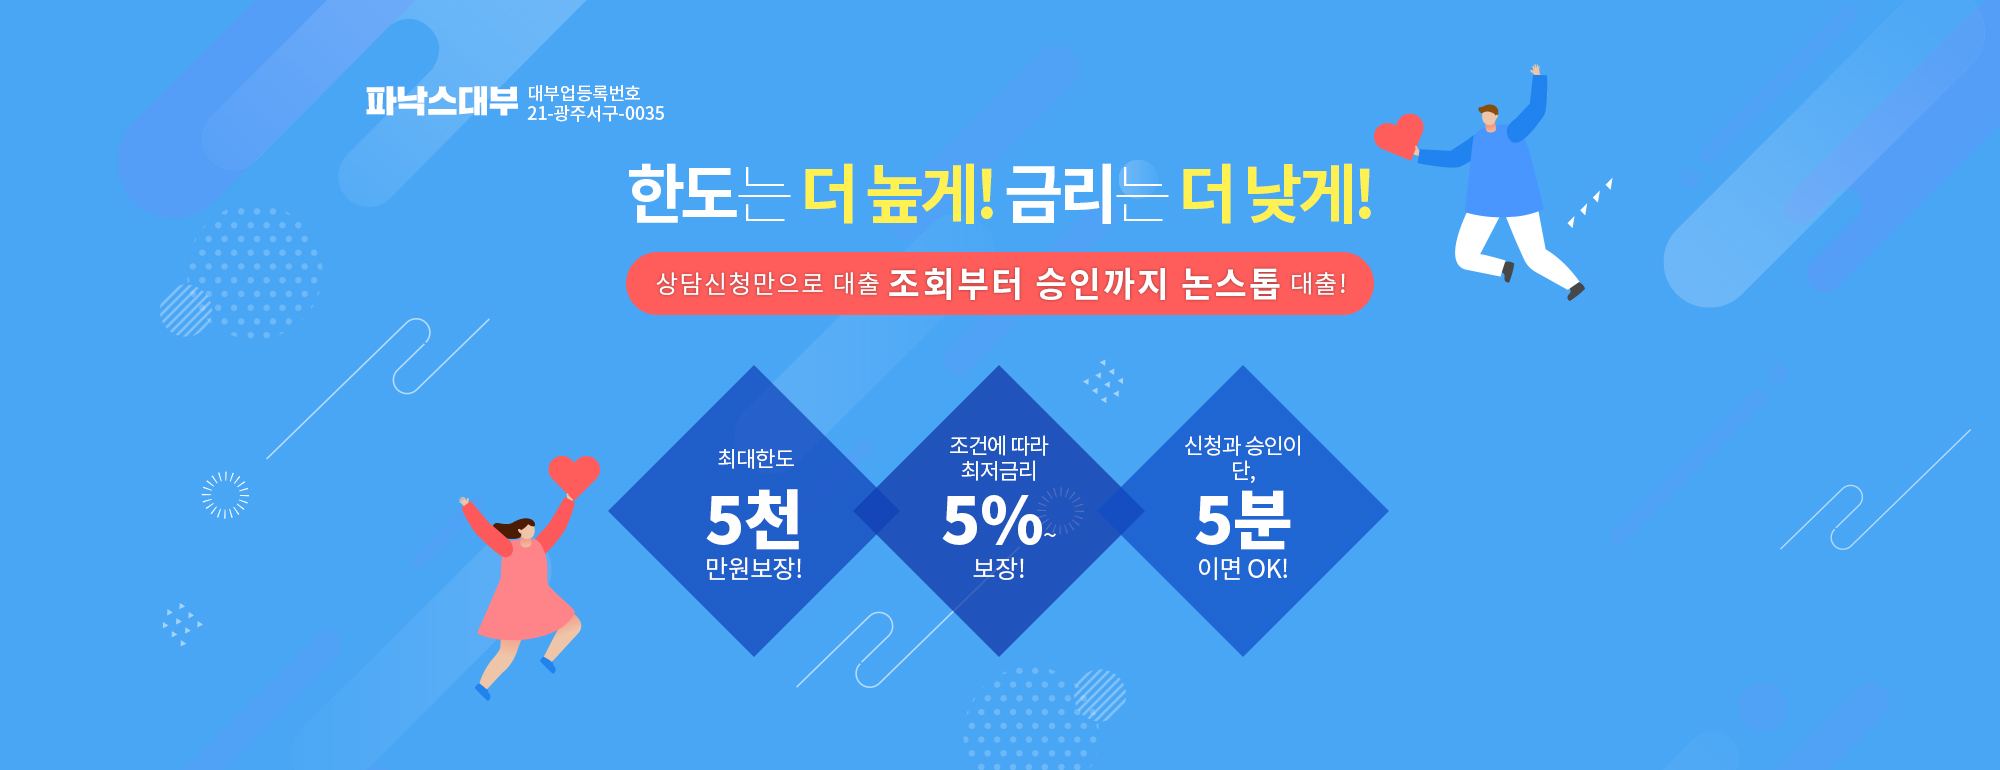 파낙스대부
대부업등록번호
21-광주서구-0035
한도는 더 높게! 금리는 더 낮게!
상담신청만으로 대출 조회부터 승인까지 논스톱 대출!
최대한도
5천
만원보장!
조건에 따라
최저금리
5%~
보장!
신청과 승인이
단,
5분
이면 OK!